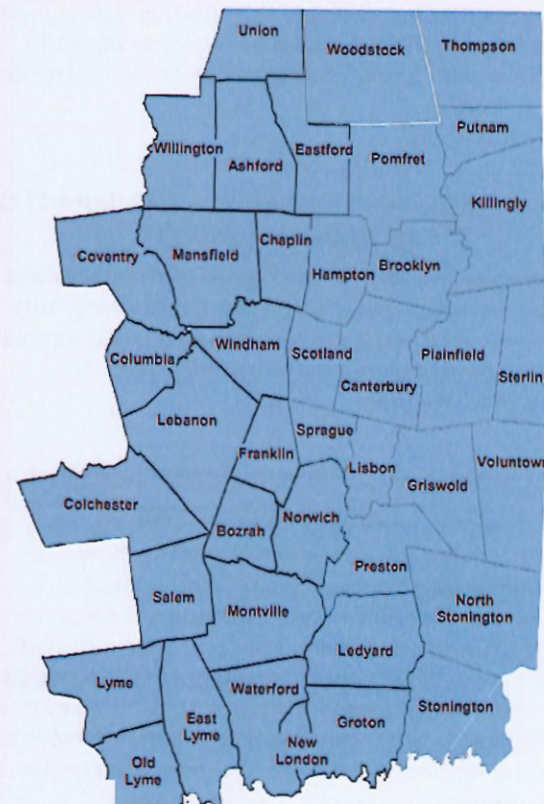 Union
Woodstock
Thompson
Putnam
Willington
Ashford
Eastford
Pomfret
Killingly
Coventry
Mansfield
Chaplin
Hampton
Brooklyn
Columbia
Windham
Scotland
Canterbury
Plainfield
Sterlin
Lebanon
Franklin
Sprague
Lisbon
Griswold
Voluntown
Colchester
Bozrah
Norwich
Preston
Salem
Montville
North
Stonington
Ledyard
Lyme
Waterford
East
Lyme
Groton
Stonington
New
London
Old
Lyme